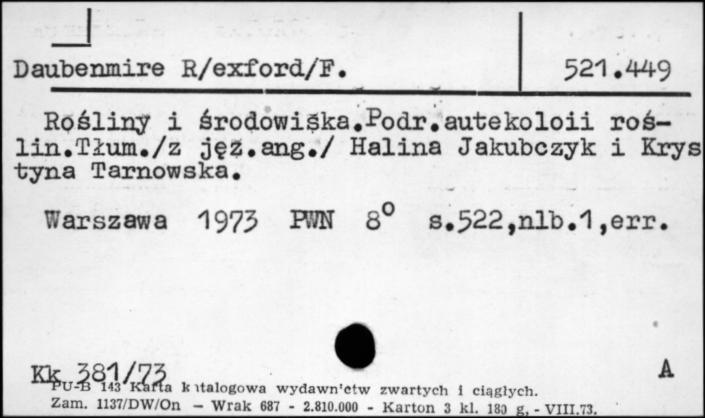 Daubenmire R/exford/F. 521.449
Rośliny i środowiska.Podr.autekoloii roś-
lin.Tłum./z jęz.ang./ Halina Jakubczyk i Krys
tyna Tarnowska.
Warszawa 1973 PWN 8° s.522,nlb.1,err.
Kk 381/73 A
PU-B 143 Karta katalogowa wydawnictw zwartych i ciągłych.
Zam. 1137/DW/On — Wrak 687 - 2.810.000 - Karton 3 kl. 180 g, - VIII.73.